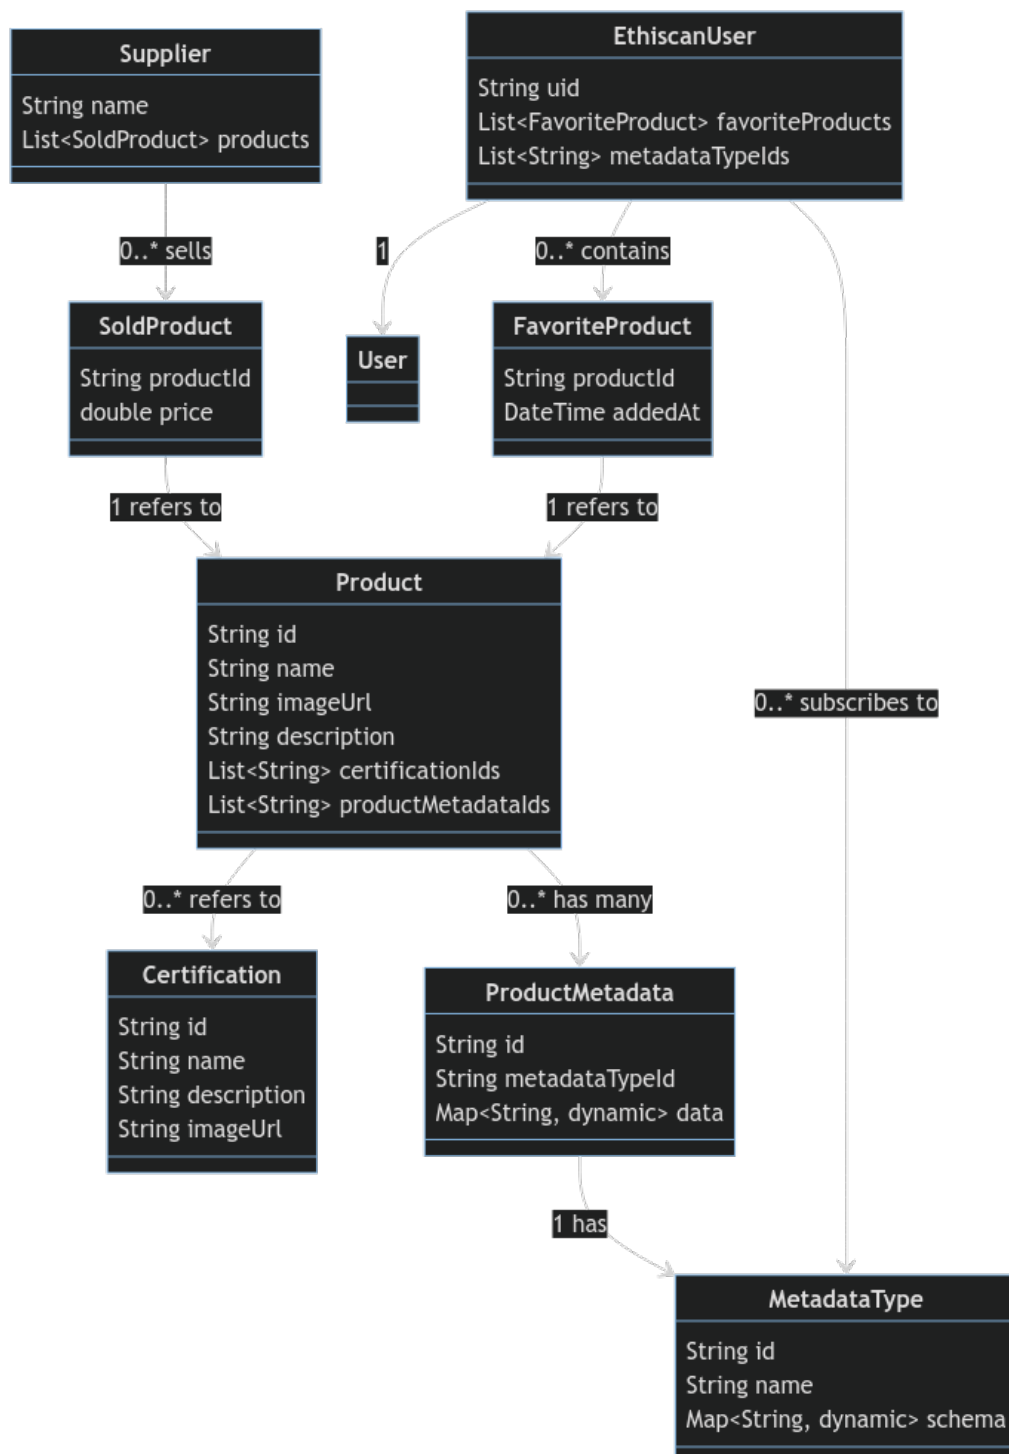 Supplier
String name
List<SoldProduct> products
EthiscanUser
String uid
List<FavoriteProduct> favoriteProducts
List<String> metadataTypeIds
0..* sells
1
0..* contains
SoldProduct
String productId
double price
User
FavoriteProduct
String productId
DateTime addedAt
1 refers to
1 refers to
Product
String id
String name
String imageUrl
String description
List<String> certificationIds
List<String> productMetadataIds
0..* subscribes to
0..* refers to
0..* has many
Certification
String id
String name
String description
String imageUrl
ProductMetadata
String id
String metadataTypeId
Map<String, dynamic> data
1 has
MetadataType
String id
String name
Map<String, dynamic> schema